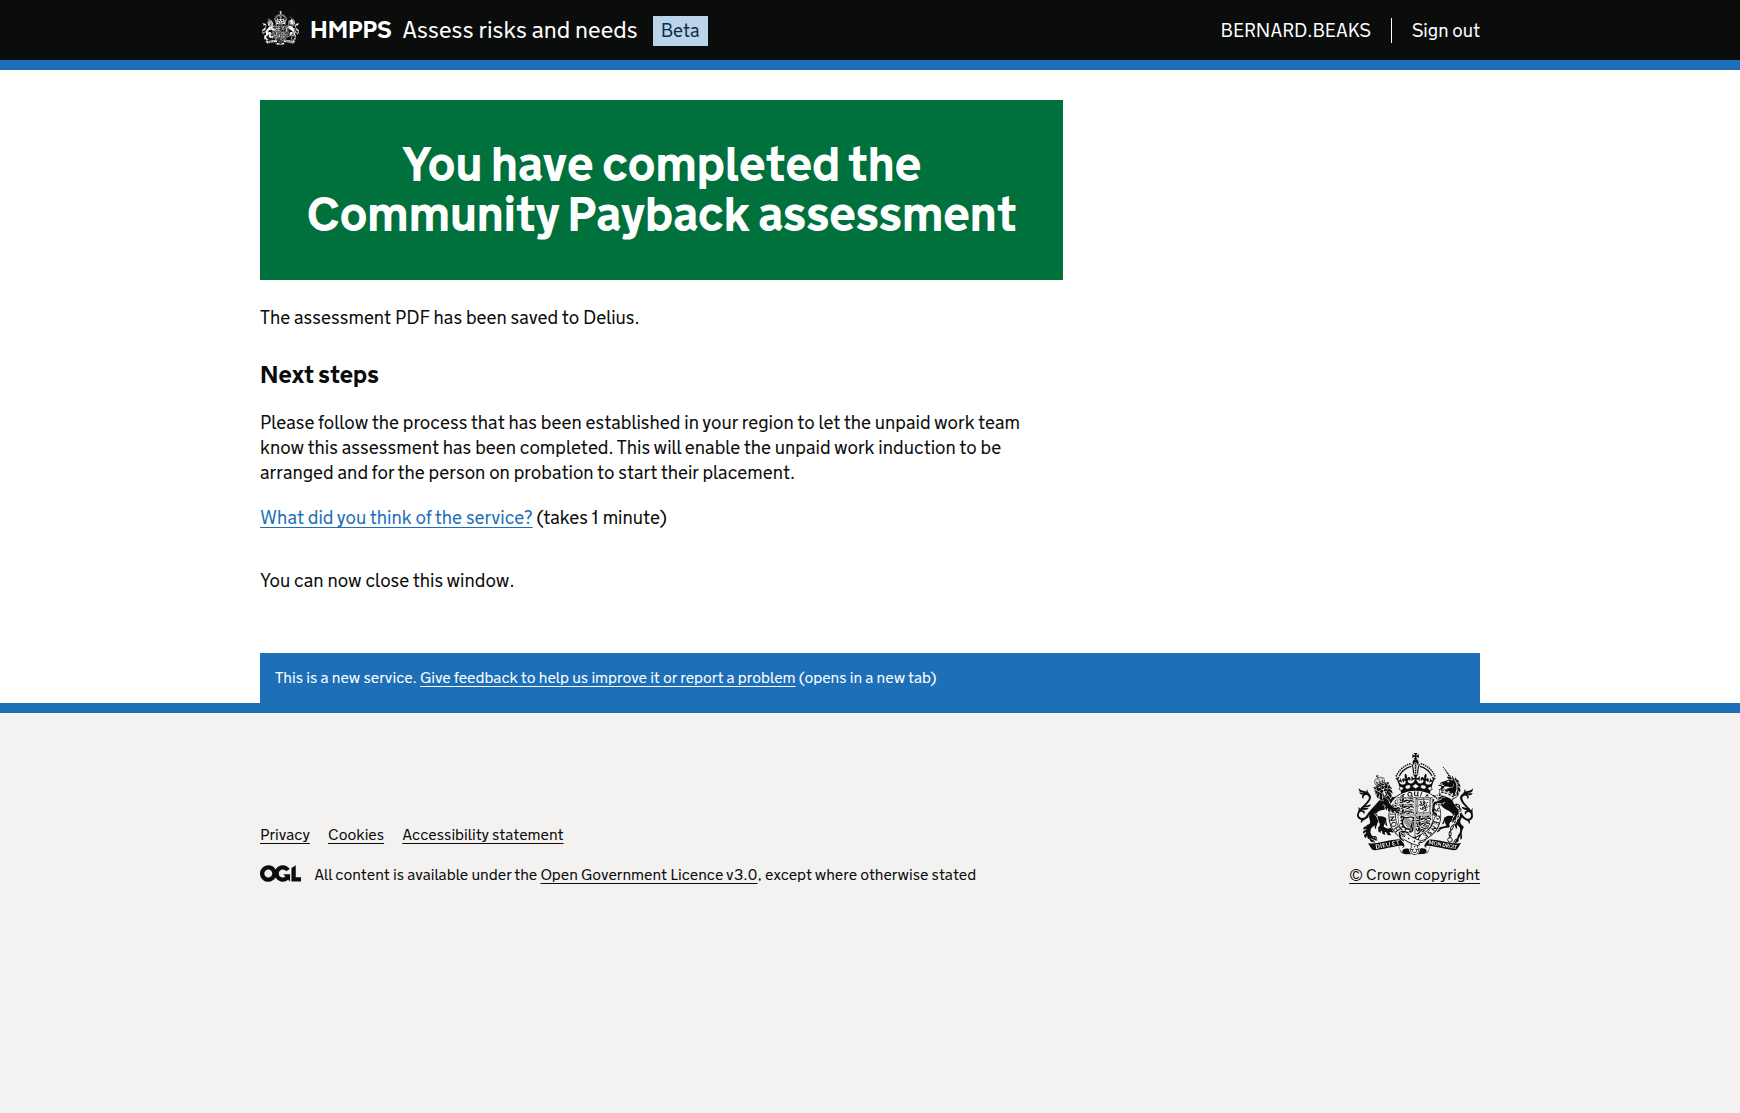 HMPPS Assess risks and needs Beta
BERNARD.BEAKS Sign out
You have completed the
Community Payback assessment
The assessment PDF has been saved to Delius.
Next steps
Please follow the process that has been established in your region to let the unpaid work team
know this assessment has been completed. This will enable the unpaid work induction to be
arranged and for the person on probation to start their placement.
What did you think of the service? (takes 1 minute)
You can now close this window.
This is a new service. Give feedback to help us improve it or report a problem (opens in a new tab)
Privacy Cookies Accessibility statement
OGL All content is available under the Open Government Licence v3.0, except where otherwise stated
DIEU ET MON DROIT
© Crown copyright